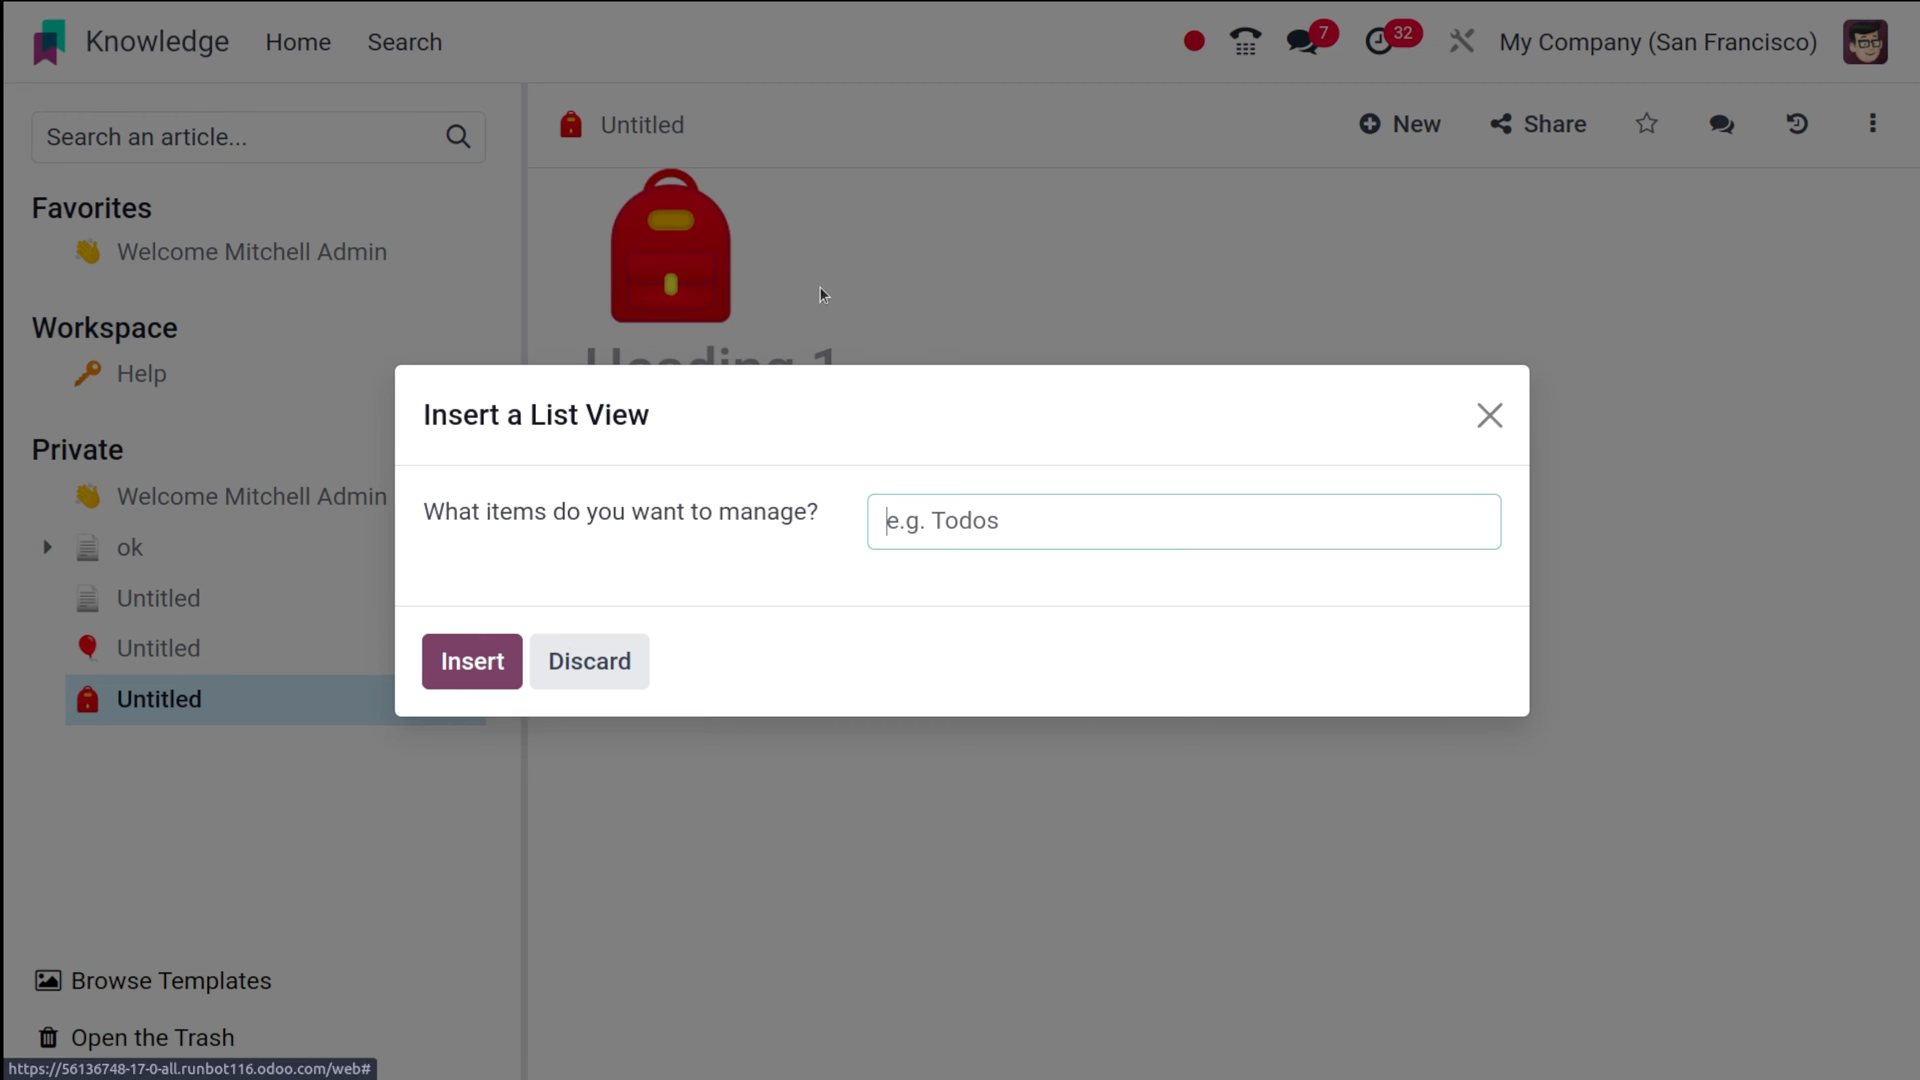 Knowledge
Home
Search
7
32
My Company (San Francisco)
Search an article...
Favorites
Welcome Mitchell Admin
Workspace
Help
Private
Welcome Mitchell Admin
ok
Untitled
Untitled
Untitled
Browse Templates
Open the Trash
https://56136748-17-0-all.runbot116.odoo.com/web#
Untitled
New
Share
Heading 1
Insert a List View
What items do you want to manage?
e.g. Todos
Insert
Discard